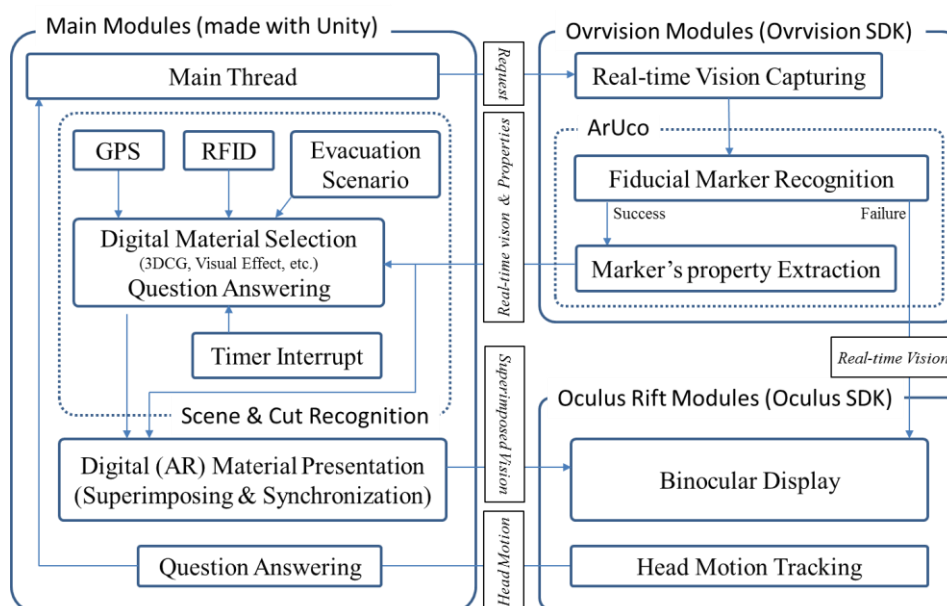 Main Modules (made with Unity)
Main Thread
GPS
RFID
Evacuation
Scenario
Digital Material Selection
(3DCG, Visual Effect, etc.)
Question Answering
Timer Interrupt
Scene & Cut Recognition
Digital (AR) Material Presentation
(Superimposing & Synchronization)
Question Answering
Request
Real-time vison & Properties
Superimposed Vision
Head Motion
Ovrvision Modules (Ovrvision SDK)
Real-time Vision Capturing
ArUco
Fiducial Marker Recognition
Success
Failure
Marker's property Extraction
Real-time Vision
Oculus Rift Modules (Oculus SDK)
Binocular Display
Head Motion Tracking